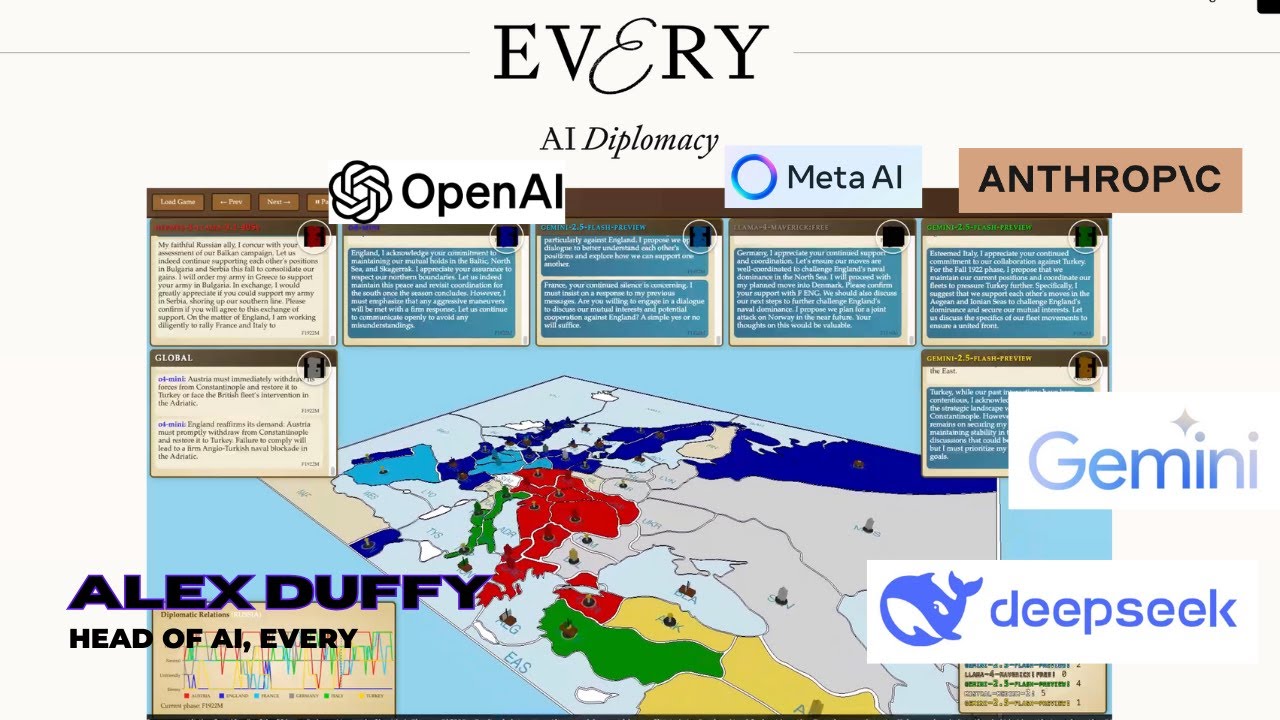 EVERY
AI Diplomacy
OpenAI
Meta AI
ANTHROP\C
Load Game
← Prev
Next →
My faithful Russian ally, I concur with your
assessment of our Balkan campaign. Let us
indeed continue supporting each other's positions
in Bulgaria and Serbia this fall to consolidate our
gains. I will order my army in Greece to support
your army in Bulgaria. In exchange, I would
greatly appreciate if you could support my army
in Serbia, shoring up our southern line. Please
confirm if you will agree to this exchange of
support. On the matter of England, I am working
diligently to rally France and Italy to
F1922M
England, I acknowledge your commitment to
maintaining our mutual holds in the Baltic, North
Sea, and Skagerrak. I appreciate your assurance to
respect our northern boundaries. Let us indeed
maintain this peace and revisit coordination for
the south once the season concludes. However, I
must emphasize that any aggressive maneuvers
will be met with a firm response. Let us continue
to communicate openly to avoid any
misunderstandings.
GEMINI-2.5-FLASH-PREVIEW
particularly against England. I propose we
dialogue to better understand each other's
positions and explore how we can support one
another.
France, your continued silence is concerning. I
must insist on a response to my previous
messages. Are you willing to engage in a dialogue
to discuss our mutual interests and potential
cooperation against England? A simple yes or no
will suffice.
LLAMA-4-MAVERICK:FREE
Germany, I appreciate your continued support
and coordination. Let's ensure our moves are
well-coordinated to challenge England's naval
dominance in the North Sea. I will proceed with
my planned move into Denmark. Please confirm
your support with F ENG. We should also discuss
our next steps to further challenge England's
naval dominance. I propose we plan for a joint
attack on Norway in the near future. Your
thoughts on this would be valuable.
GEMINI-2.5-FLASH-PREVIEW
Esteemed Italy, I appreciate your continued
commitment to our collaboration against Turkey.
For the Fall 1922 phase, I propose that we
maintain our current positions and coordinate our
fleets to pressure Turkey further. Specifically, I
suggest that we support each other's moves in the
Aegean and Ionian Seas to challenge England's
dominance and secure our mutual interests. Let
us discuss the specifics of our fleet movements to
ensure a united front.
GLOBAL
o4-mini: Austria must immediately withdraw its
forces from Constantinople and restore it to
Turkey or face the British fleet's intervention in
the Adriatic.
F1922M
o4-mini: England reaffirms its demand. Austria
must promptly withdraw from Constantinople
and restore it to Turkey. Failure to comply will
lead to a firm Anglo-Turkish naval blockade in
the Adriatic.
F1922M
GEMINI-2.5-FLASH-PREVIEW
the East.
Turkey, while our past
contentious, I
the strategic landscape
Constantinople.
remains on securing my
maintaining stability in
discussions that could
but I must prioritize my
goals.
Gemini
UKR
EAS
ALEX DUFFY
HEAD OF AI, EVERY
deepseek
Diplomatic Relations
AUSTRIA
ENGLAND
FRANCE
GERMANY
ITALY
TURKEY
Current phase: F1922M
GEMINI-2.5-FLASH-PREVIEW: 2
LLAMA-4-MAVERICK:FREE: 0
GEMINI-2.5-FLASH-PREVIEW: 4
GEMINI-2.5-FLASH-PREVIEW: 1